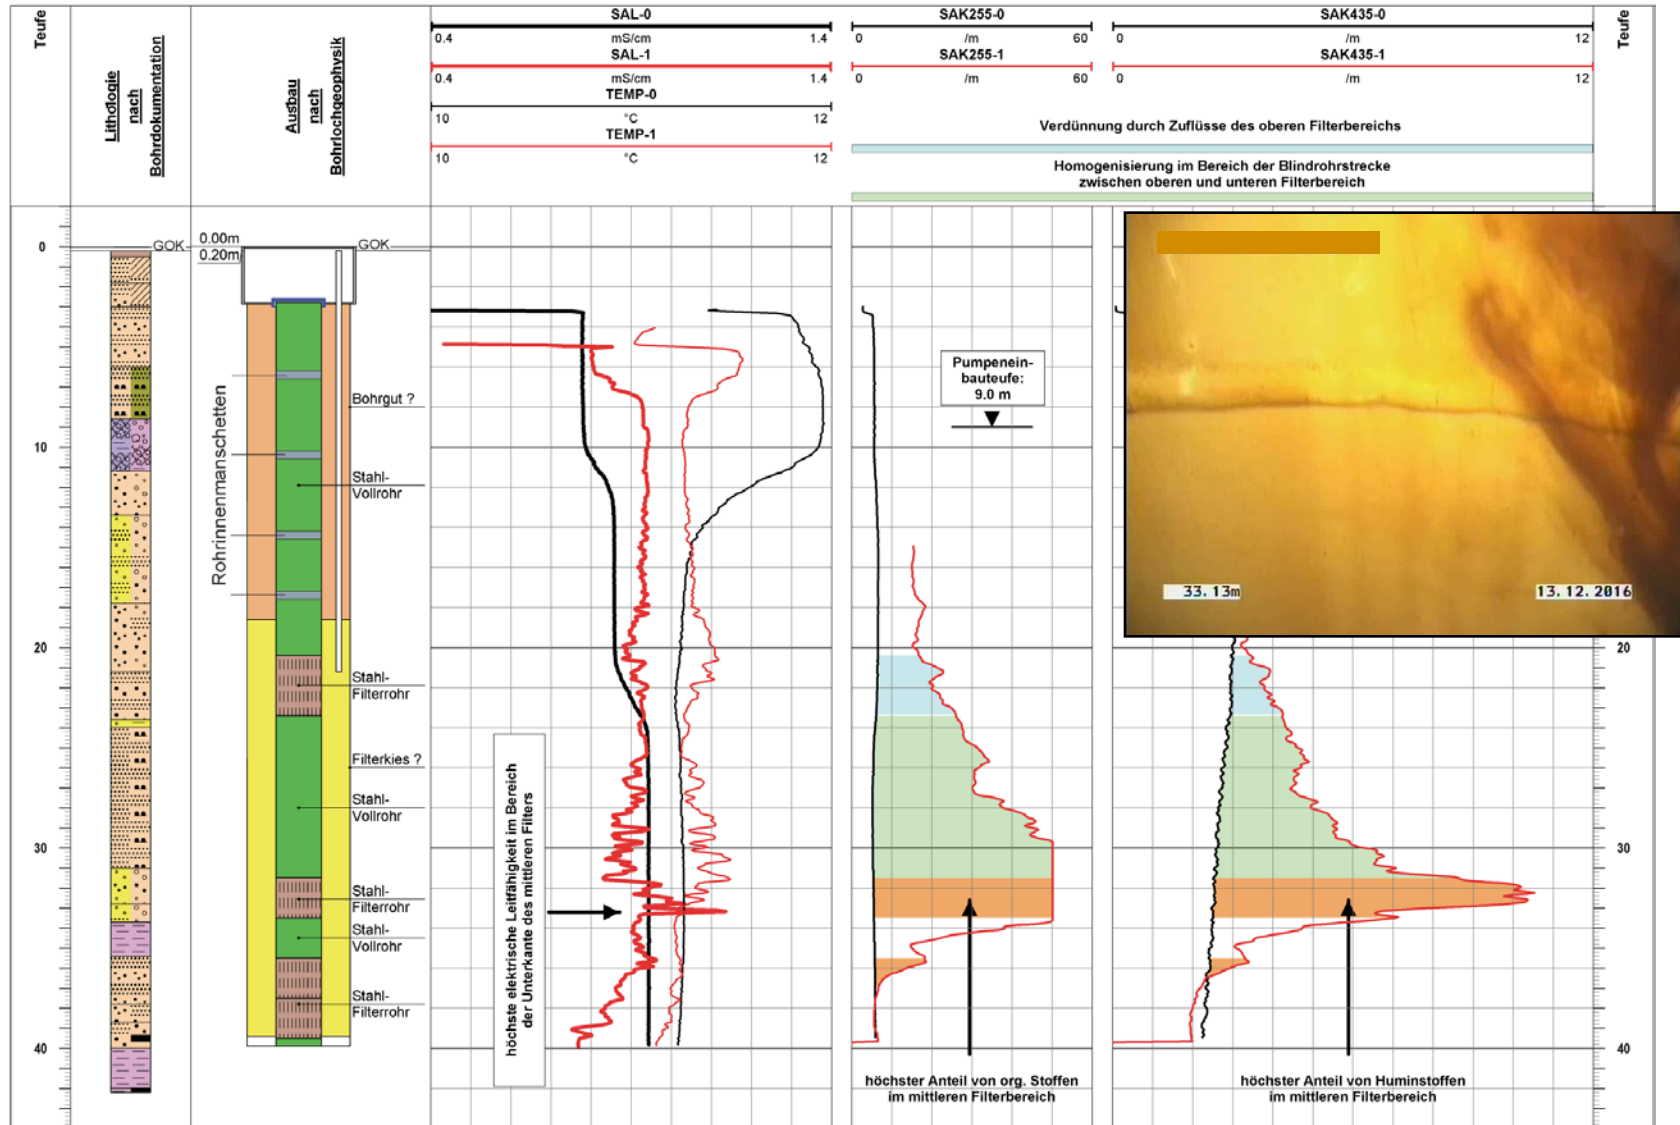 Teufe
Lithologie
nach
Bohrdokumentation
Ausbau
nach
Bohrlochgeophysik
SAL-0
0.4 mS/cm 1.4
SAL-1
0.4 mS/cm 1.4
TEMP-0
10 °C 12
TEMP-1
10 °C 12
SAK255-0
0 /m 60
SAK255-1
0 /m 60
SAK435-0
0 /m 12
SAK435-1
0 /m 12
Verdünnung durch Zuflüsse des oberen Filterbereichs
Homogenisierung im Bereich der Blindrohrstrecke
zwischen oberen und unteren Filterbereich
Teufe
0
10
20
30
40
GOK
0.00m
0.20m
GOK
Rohrinnenmanschetten
Bohrgut ?
Stahl-
Vollrohr
Stahl-
Filterrohr
Filterkies ?
Stahl-
Vollrohr
Stahl-
Filterrohr
Stahl-
Vollrohr
Stahl-
Filterrohr
höchste elektrische Leitfähigkeit im Bereich
der Unterkante des mittleren Filters
Pumpenein-
bauteufe:
9.0 m
höchster Anteil von org. Stoffen
im mittleren Filterbereich
33.13m
13.12.2016
höchster Anteil von Huminstoffen
im mittleren Filterbereich
20
30
40